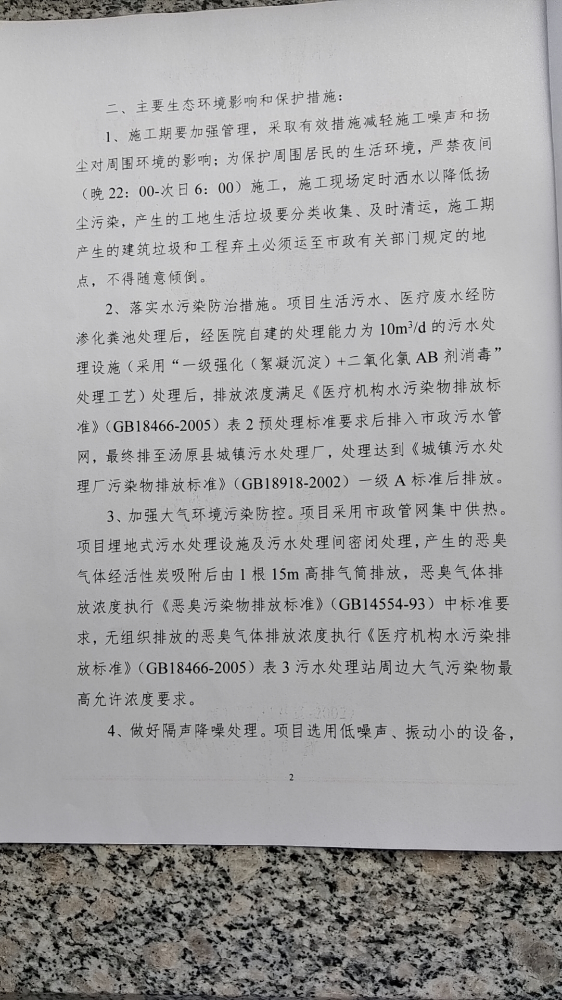 二、主要生态环境影响和保护措施：
1、施工期要加强管理，采取有效措施减轻施工噪声和扬
尘对周围环境的影响；为保护周围居民的生活环境，严禁夜间
（晚 22：00-次日 6：00）施工，施工现场定时洒水以降低扬
尘污染，产生的工地生活垃圾要分类收集、及时清运，施工期
产生的建筑垃圾和工程弃土必须运至市政有关部门规定的地
点，不得随意倾倒。
2、落实水污染防治措施。项目生活污水、医疗废水经防
渗化粪池处理后，经医院自建的处理能力为 10m³/d 的污水处
理设施（采用“一级强化（絮凝沉淀）+二氧化氯 AB 剂消毒”
处理工艺）处理后，排放浓度满足《医疗机构水污染物排放标
准》（GB18466-2005）表 2 预处理标准要求后排入市政污水管
网，最终排至汤原县城镇污水处理厂，处理达到《城镇污水处
理厂污染物排放标准》（GB18918-2002）一级 A 标准后排放。
3、加强大气环境污染防控。项目采用市政管网集中供热。
项目埋地式污水处理设施及污水处理间密闭处理，产生的恶臭
气体经活性炭吸附后由 1 根 15m 高排气筒排放，恶臭气体排
放浓度执行《恶臭污染物排放标准》（GB14554-93）中标准要
求，无组织排放的恶臭气体排放浓度执行《医疗机构水污染排
放标准》（GB18466-2005）表 3 污水处理站周边大气污染物最
高允许浓度要求。
4、做好隔声降噪处理。项目选用低噪声、振动小的设备，
2